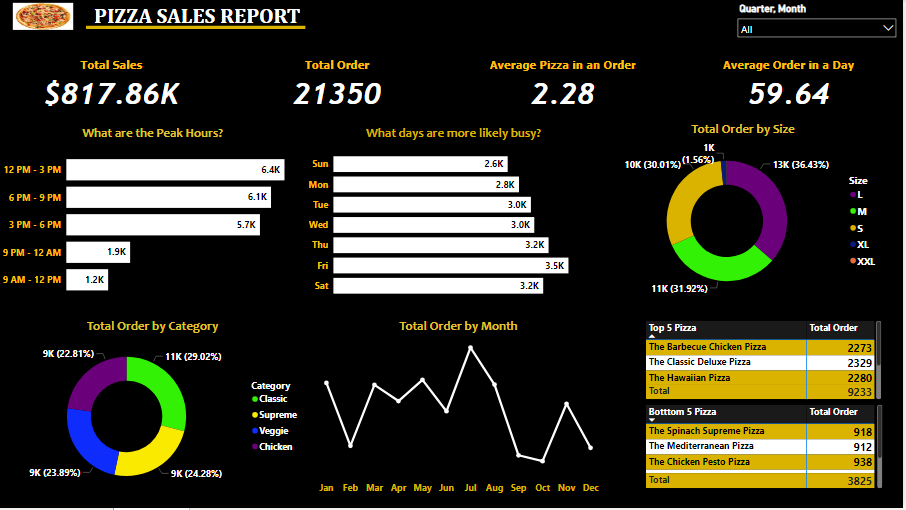 PIZZA SALES REPORT
Quarter, Month
All
Total Sales
$817.86K
Total Order
21350
Average Pizza in an Order
2.28
Average Order in a Day
59.64
What are the Peak Hours?
12 PM - 3 PM 6.4K
6 PM - 9 PM 6.1K
3 PM - 6 PM 5.7K
9 PM - 12 AM 1.9K
9 AM - 12 PM 1.2K
What days are more likely busy?
Sun 2.6K
Mon 2.8K
Tue 3.0K
Wed 3.0K
Thu 3.2K
Fri 3.5K
Sat 3.2K
Total Order by Size
1K
(1.56%)
10K (30.01%)
13K (36.43%)
11K (31.92%)
Size
L
M
S
XL
XXL
Total Order by Category
9K (22.81%)
11K (29.02%)
9K (23.89%)
9K (24.28%)
Category
Classic
Supreme
Veggie
Chicken
Total Order by Month
Jan Feb Mar Apr May Jun Jul Aug Sep Oct Nov Dec
Top 5 Pizza Total Order
The Barbecue Chicken Pizza 2273
The Classic Deluxe Pizza 2329
The Hawaiian Pizza 2280
Total 9233
Botttom 5 Pizza Total Order
The Spinach Supreme Pizza 918
The Mediterranean Pizza 912
The Chicken Pesto Pizza 938
Total 3825